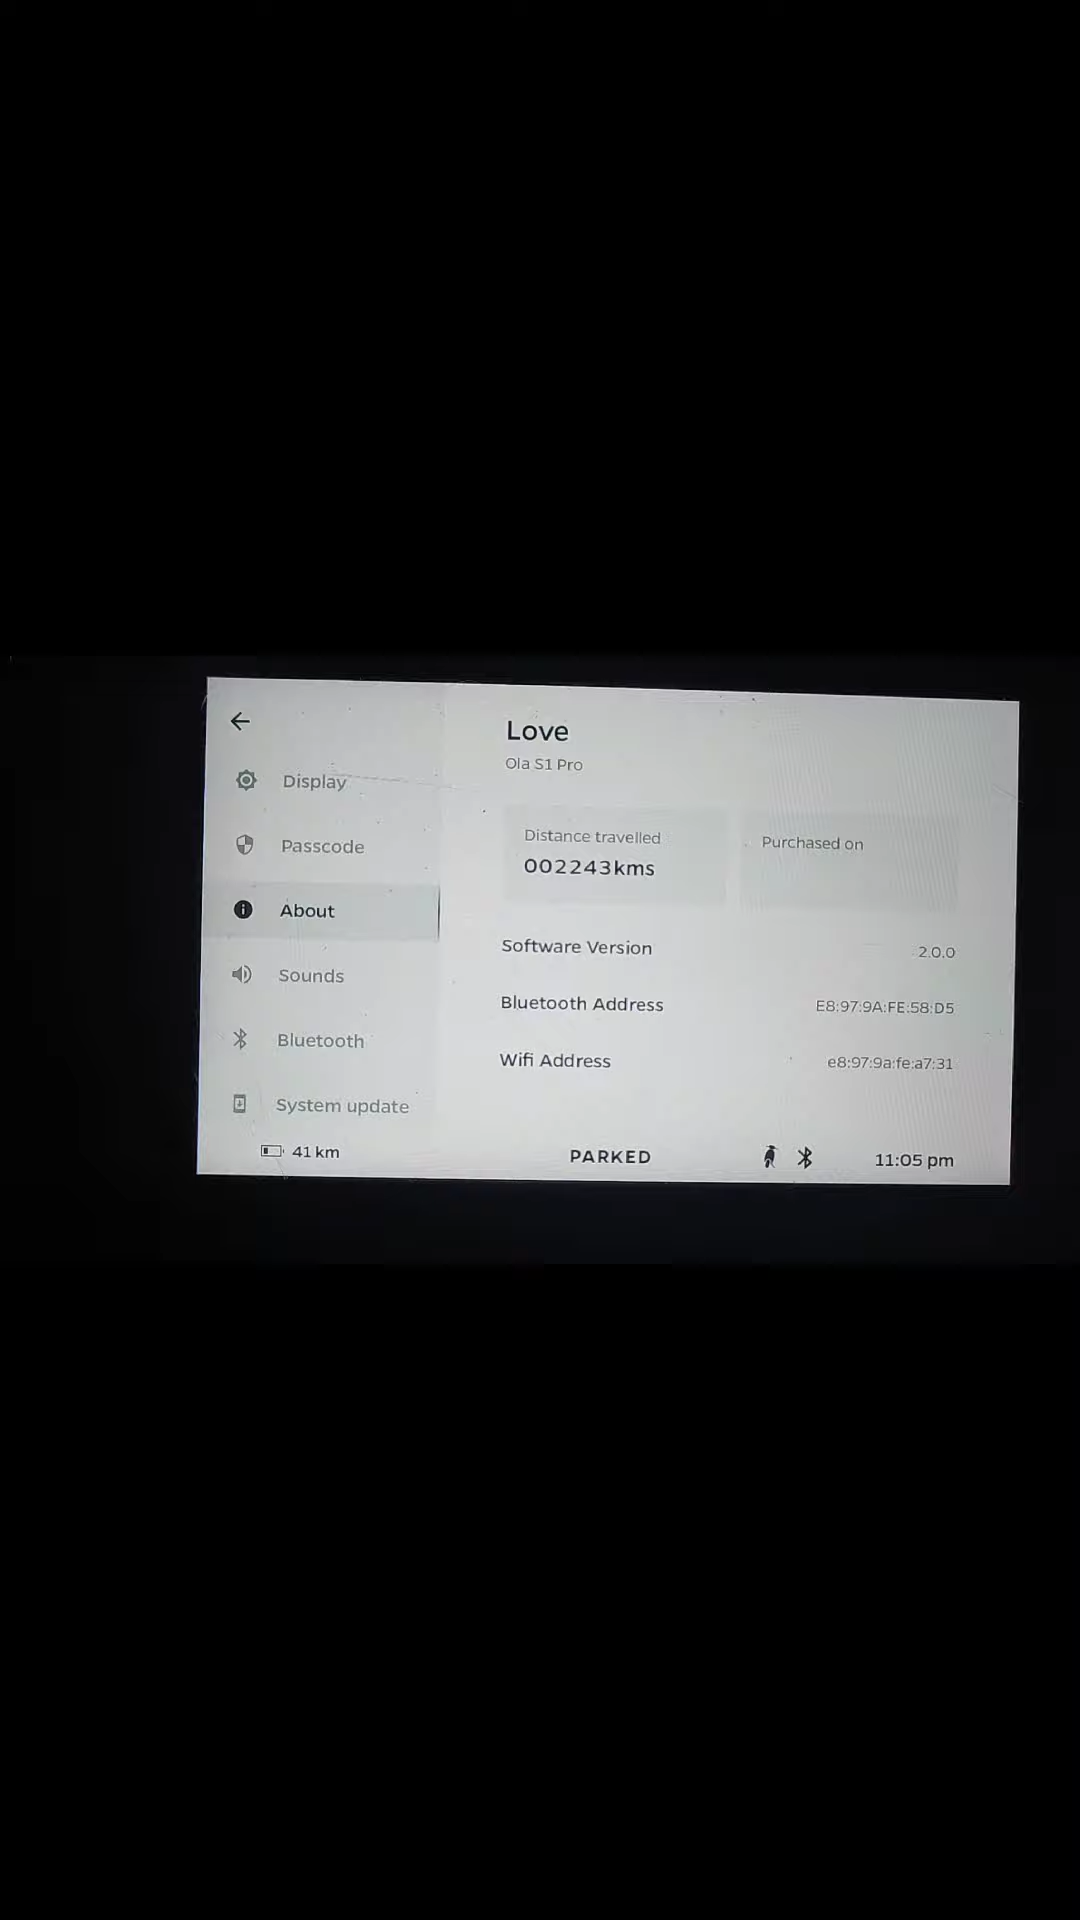 Love
Ola S1 Pro
Display
Passcode
About
Sounds
Bluetooth
System update
Distance travelled
002243kms
Purchased on
Software Version 2.0.0
Bluetooth Address E8:97:9A:FE:58:D5
Wifi Address e8:97:9a:fe:a7:31
41 km PARKED 11:05 pm